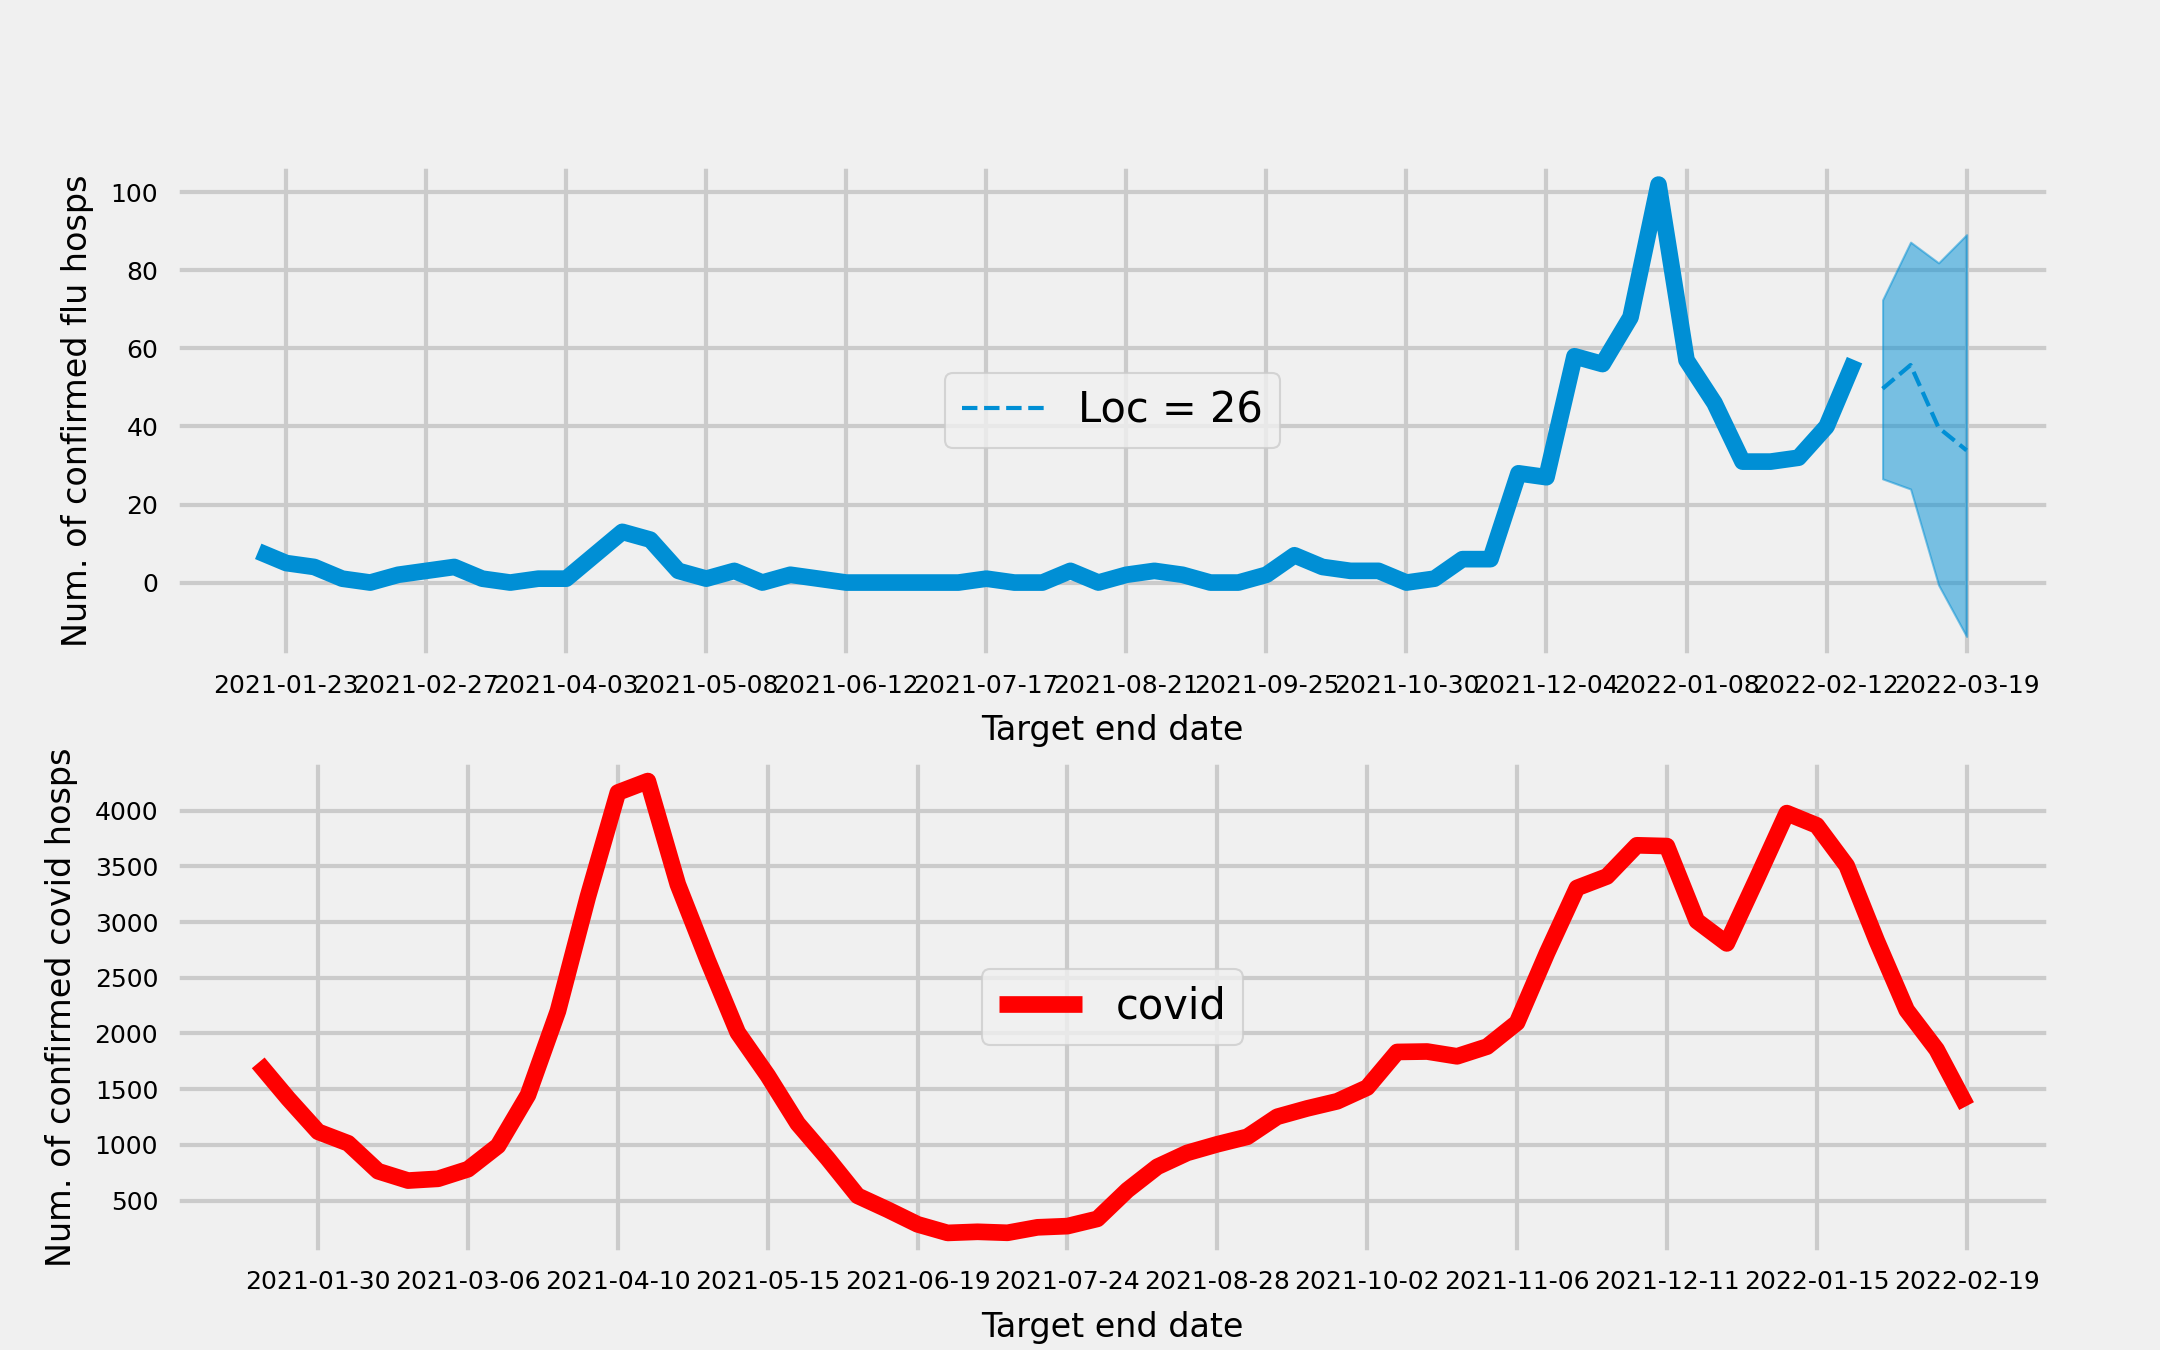 Num. of confirmed flu hosps
100
80
60
40
20
0
Loc = 26
2021-01-23 2021-02-27 2021-04-03 2021-05-08 2021-06-12 2021-07-17 2021-08-21 2021-09-25 2021-10-30 2021-12-04 2022-01-08 2022-02-12 2022-03-19
Target end date
Num. of confirmed covid hosps
4000
3500
3000
2500
2000
1500
1000
500
covid
2021-01-30 2021-03-06 2021-04-10 2021-05-15 2021-06-19 2021-07-24 2021-08-28 2021-10-02 2021-11-06 2021-12-11 2022-01-15 2022-02-19
Target end date